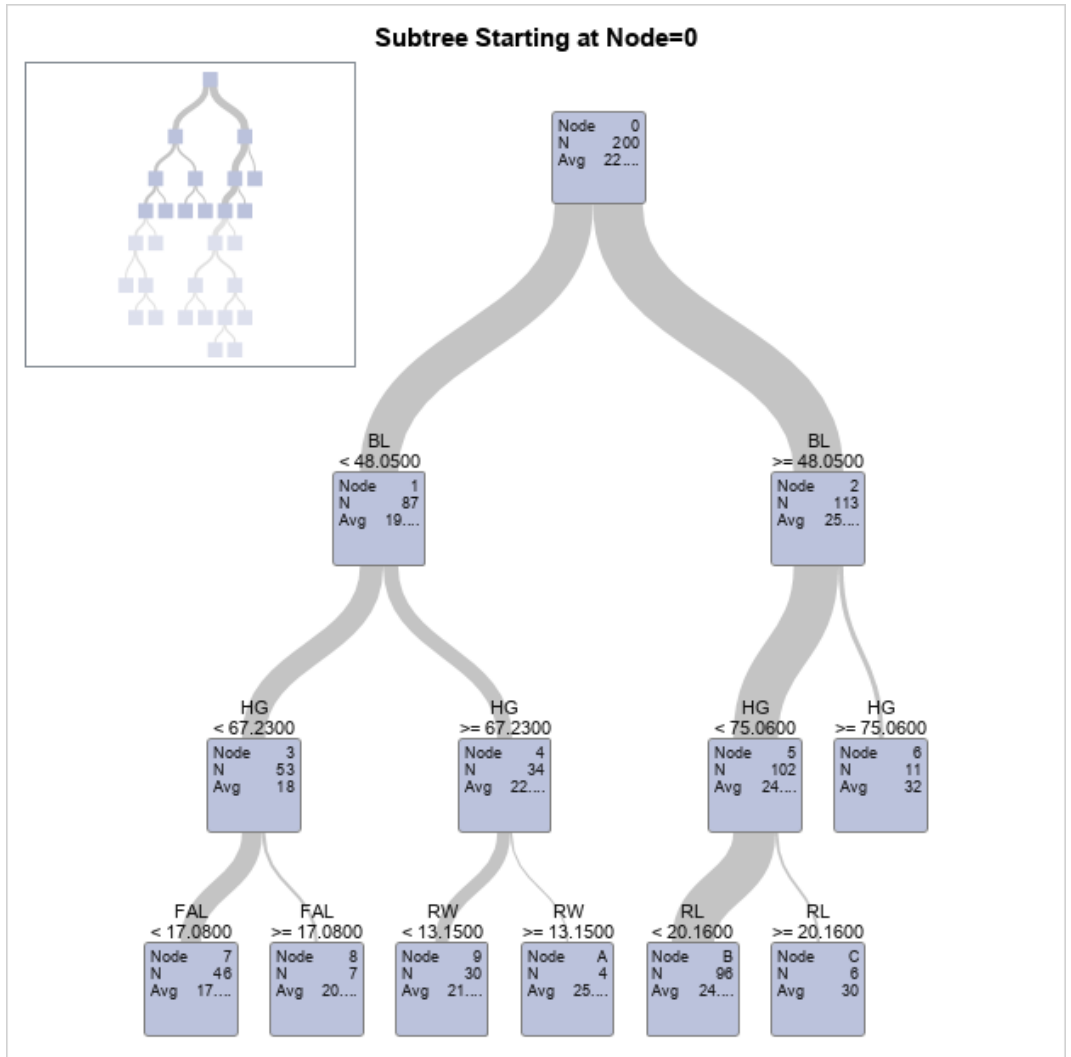 Subtree Starting at Node=0
Node 0
N 200
Avg 22....
BL
< 48.0500
Node 1
N 87
Avg 19....
BL
>= 48.0500
Node 2
N 113
Avg 25....
HG
< 67.2300
Node 3
N 53
Avg 18
HG
>= 67.2300
Node 4
N 34
Avg 22....
HG
< 75.0600
Node 5
N 102
Avg 24....
HG
>= 75.0600
Node 6
N 11
Avg 32
FAL
< 17.0800
Node 7
N 46
Avg 17....
FAL
>= 17.0800
Node 8
N 7
Avg 20....
RW
< 13.1500
Node 9
N 30
Avg 21....
RW
>= 13.1500
Node A
N 4
Avg 25....
RL
< 20.1600
Node B
N 96
Avg 24....
RL
>= 20.1600
Node C
N 6
Avg 30